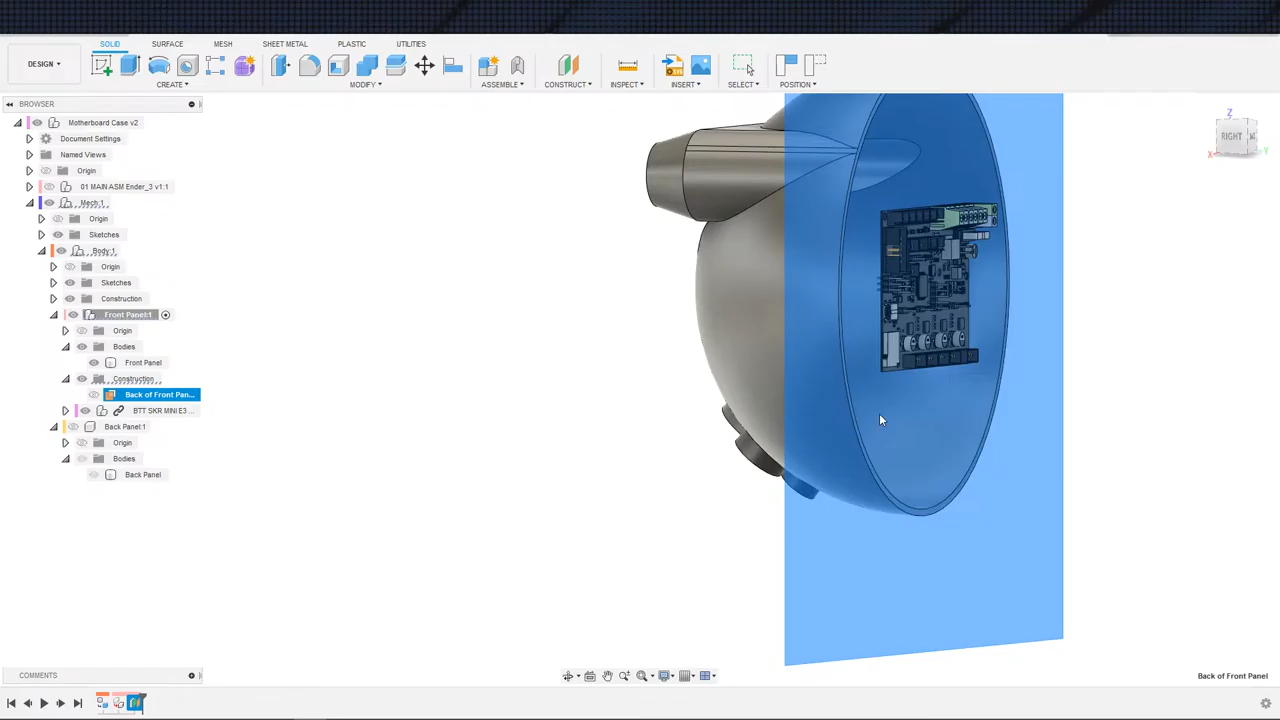 SOLID SURFACE MESH SHEET METAL PLASTIC UTILITIES
DESIGN
CREATE MODIFY ASSEMBLE CONSTRUCT INSPECT INSERT SELECT POSITION
BROWSER
Motherboard Case v2
Document Settings
Named Views
Origin
01 MAIN ASM Ender_3 v1:1
Mech:1
Origin
Sketches
Body:1
Origin
Sketches
Construction
Front Panel:1
Origin
Bodies
Front Panel
Construction
Back of Front Pan...
BTT SKR MINI E3 ...
Back Panel:1
Origin
Bodies
Back Panel
Z
RIGHT
X
Y
COMMENTS
Back of Front Panel